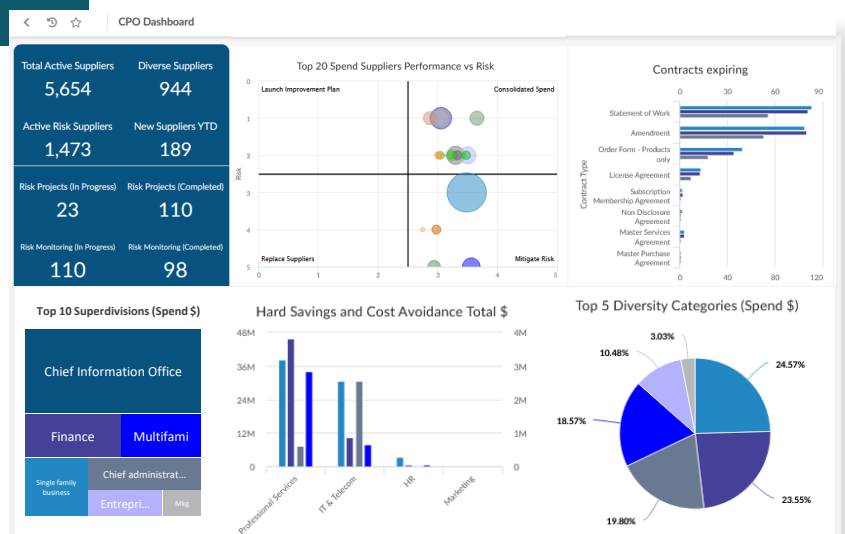 CPO Dashboard
Total Active Suppliers
Diverse Suppliers
5,654
944
Active Risk Suppliers
New Suppliers YTD
1,473
189
Risk Projects (In Progress)
Risk Projects (Completed)
23
110
Risk Monitoring (In Progress)
Risk Monitoring (Completed)
110
98
Top 20 Spend Suppliers Performance vs Risk
Launch Improvement Plan
Consolidated Spend
Replace Suppliers
Mitigate Risk
Risk
0
1
2
3
4
5
0
1
2
3
4
5
Contracts expiring
0
30
60
90
Contract Type
Statement of Work
Amendment
Order Form - Products
only
License Agreement
Subscription
Membership Agreement
Non Disclosure
Agreement
Master Services
Agreement
Master Purchase
Agreement
0
40
80
120
Top 10 Superdivisions (Spend $)
Chief Information Office
Finance
Multifami
Single family
business
Chief administrat...
Entrepri...
Mkg
Hard Savings and Cost Avoidance Total $
48M
36M
24M
12M
0
4M
3M
2M
1M
0
Professional Services
IT & Telecom
HR
Marketing
Top 5 Diversity Categories (Spend $)
3.03%
10.48%
24.57%
18.57%
23.55%
19.80%